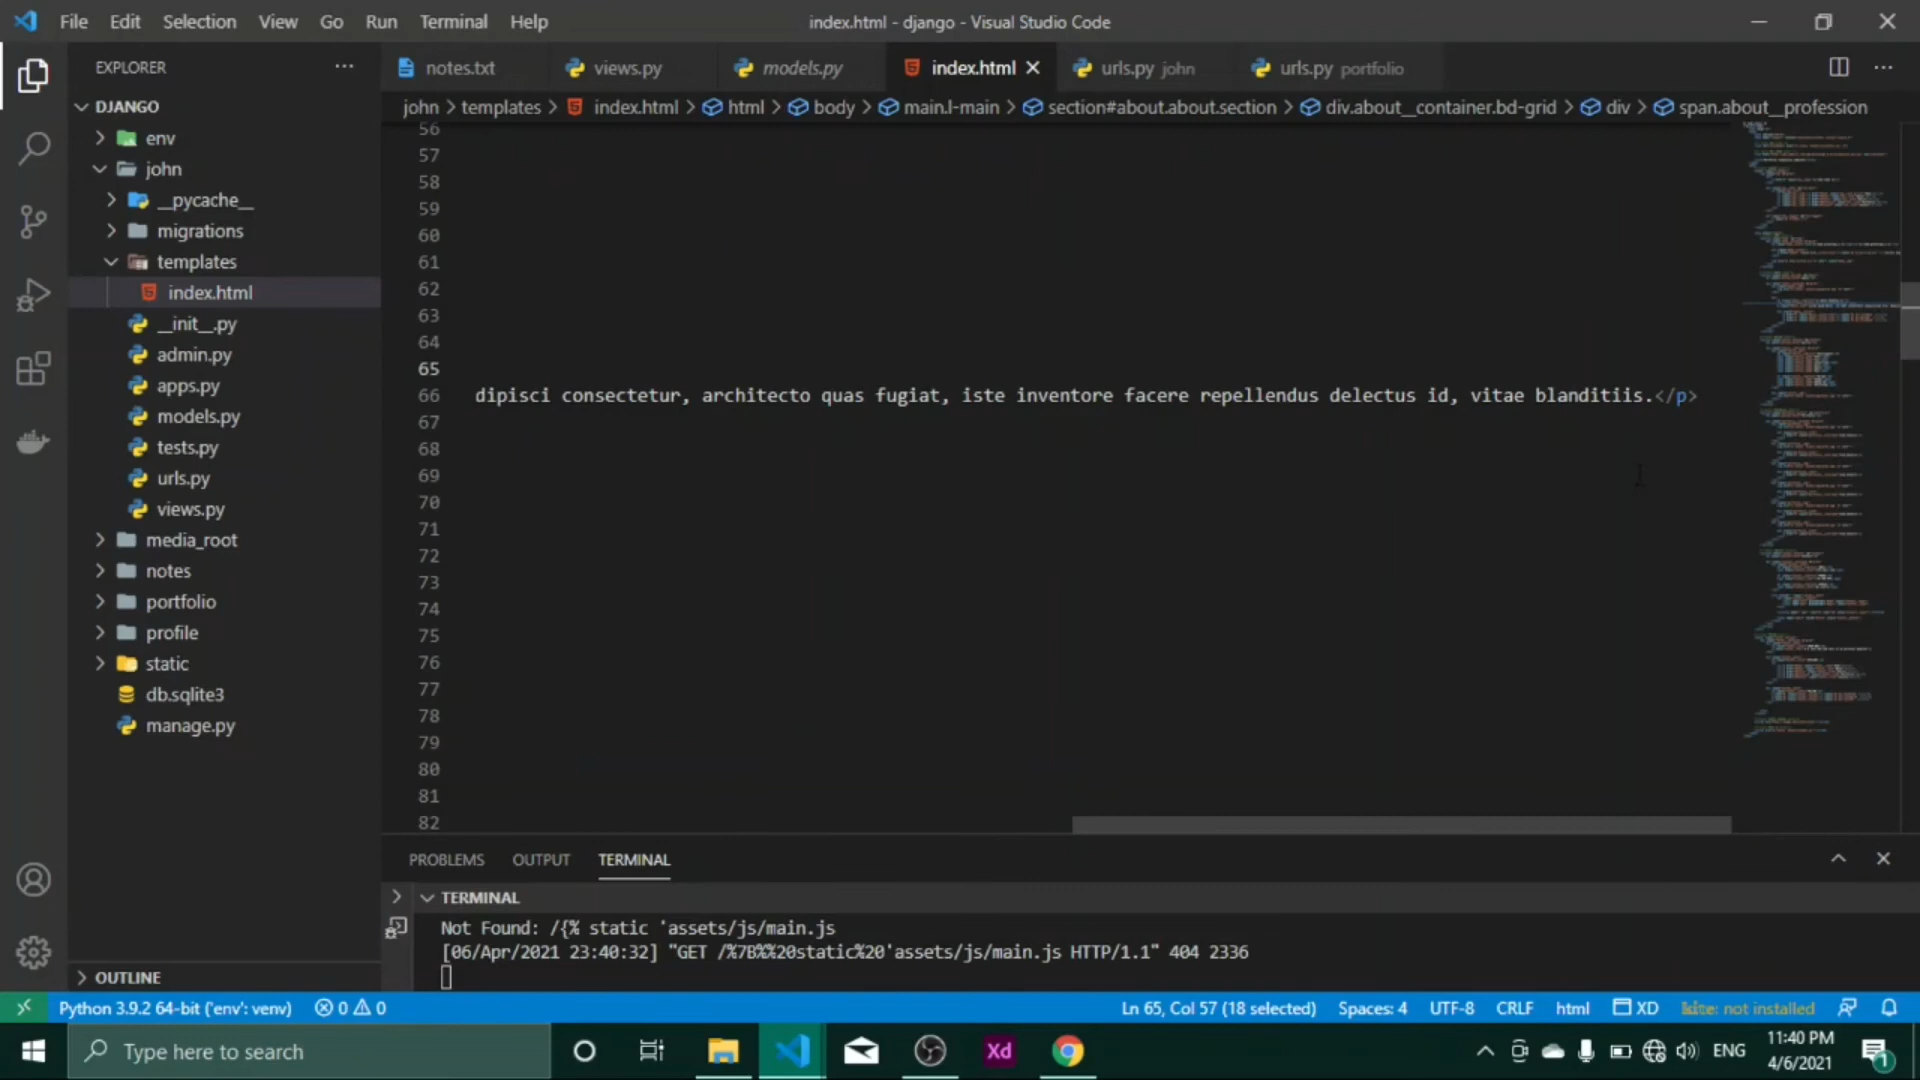 File Edit Selection View Go Run Terminal Help
index.html - django - Visual Studio Code
EXPLORER
notes.txt
views.py
models.py
index.html
urls.py john
urls.py portfolio
john > templates > index.html > html > body > main.l-main > section#about.about.section > div.about__container.bd-grid > div > span.about__profession
DJANGO
env
john
__pycache__
migrations
templates
index.html
__init__.py
admin.py
apps.py
models.py
tests.py
urls.py
views.py
media_root
notes
portfolio
profile
static
db.sqlite3
manage.py
OUTLINE
56
57
58
59
60
61
62
63
64
65
66 dipisci consectetur, architecto quas fugiat, iste inventore facere repellendus delectus id, vitae blanditiis.</p>
67
68
69
70
71
72
73
74
75
76
77
78
79
80
81
82
PROBLEMS OUTPUT TERMINAL
TERMINAL
Not Found: /{% static 'assets/js/main.js
[06/Apr/2021 23:40:32] "GET /%7B%%20static%20'assets/js/main.js HTTP/1.1" 404 2336
Python 3.9.2 64-bit ('env': venv) 0 0 Ln 65, Col 57 (18 selected) Spaces: 4 UTF-8 CRLF html XD kite: not installed
Type here to search
Xd
ENG
11:40 PM
4/6/2021
1